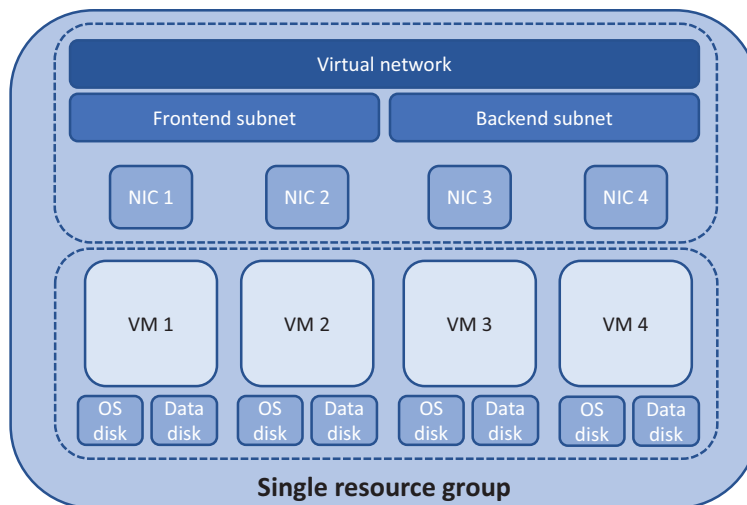 Virtual network
Frontend subnet
Backend subnet
NIC 1
NIC 2
NIC 3
NIC 4
VM 1
VM 2
VM 3
VM 4
OS
disk
Data
disk
OS
disk
Data
disk
OS
disk
Data
disk
OS
disk
Data
disk
Single resource group